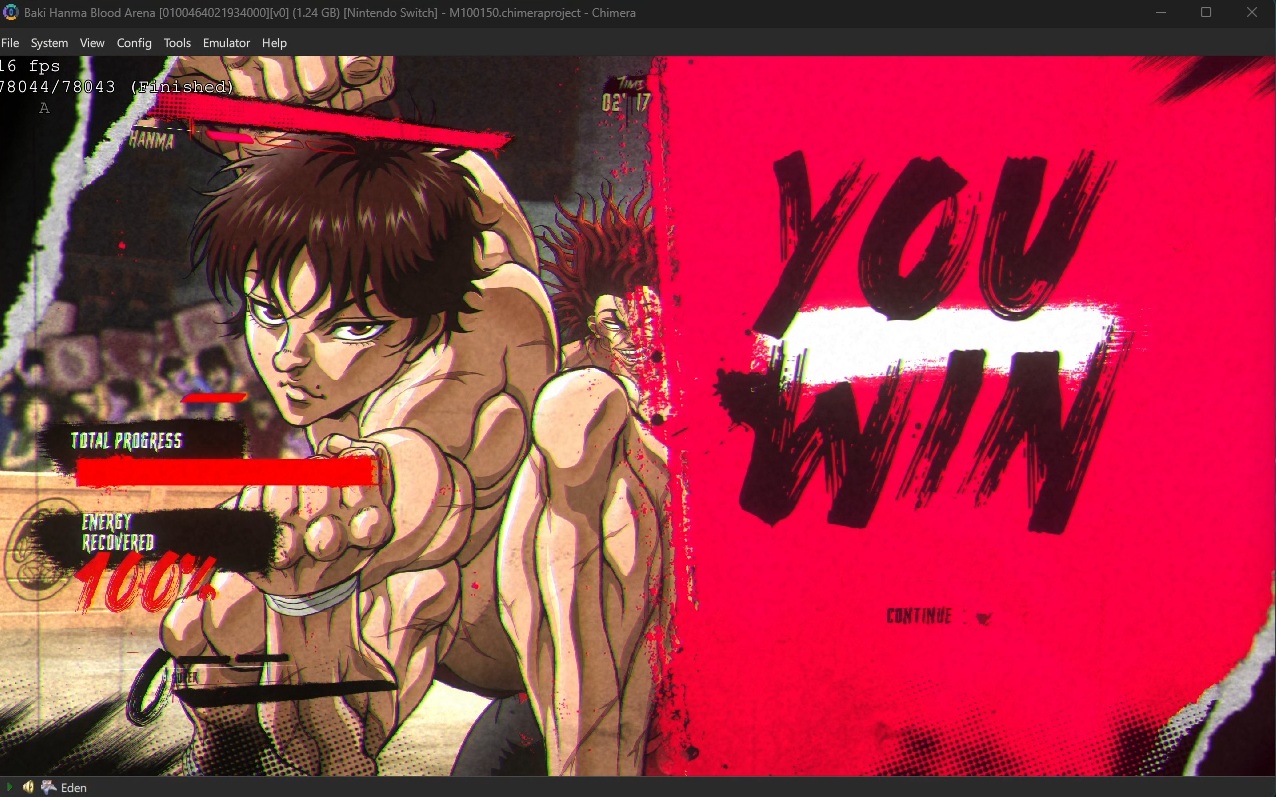 Baki Hanma Blood Arena [0100464021934000][v0] (1.24 GB) [Nintendo Switch] - M100150.chimeraproject - Chimera
File System View Config Tools Emulator Help
16 fps
78044/78043 (Finished)
A
HANMA
TIME
02 17
YOU
WIN
TOTAL PROGRESS
ENERGY
RECOVERED
100%
CONTINUE
Eden